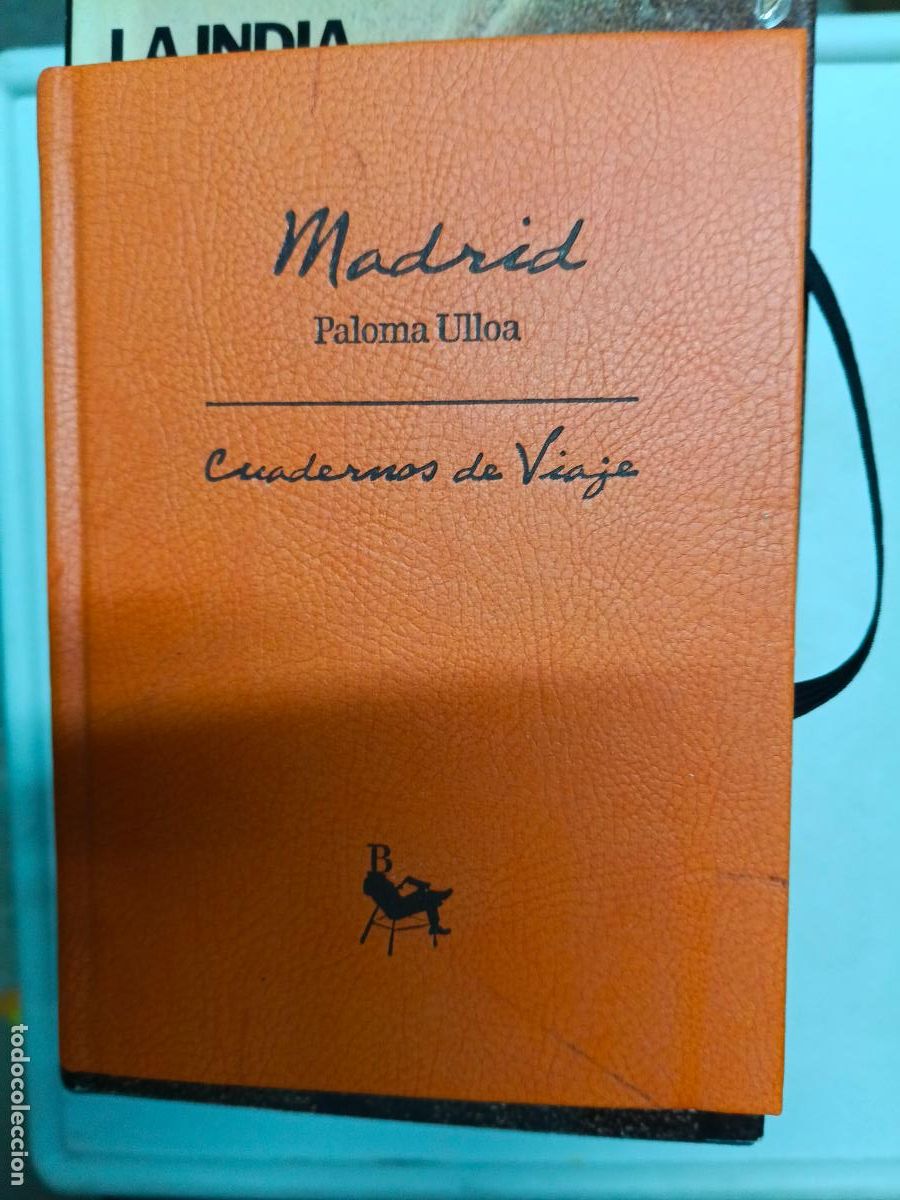 LA INDIA
Madrid
Paloma Ulloa
Cuadernos de Viaje
B
todocoleccion